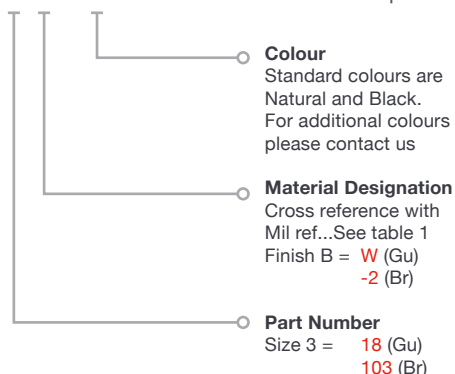 Colour
Standard colours are
Natural and Black.
For additional colours
please contact us
Material Designation
Cross reference with
Mil ref...See table 1
Finish B = W (Gu)
-2 (Br)
Part Number
Size 3 = 18 (Gu)
103 (Br)